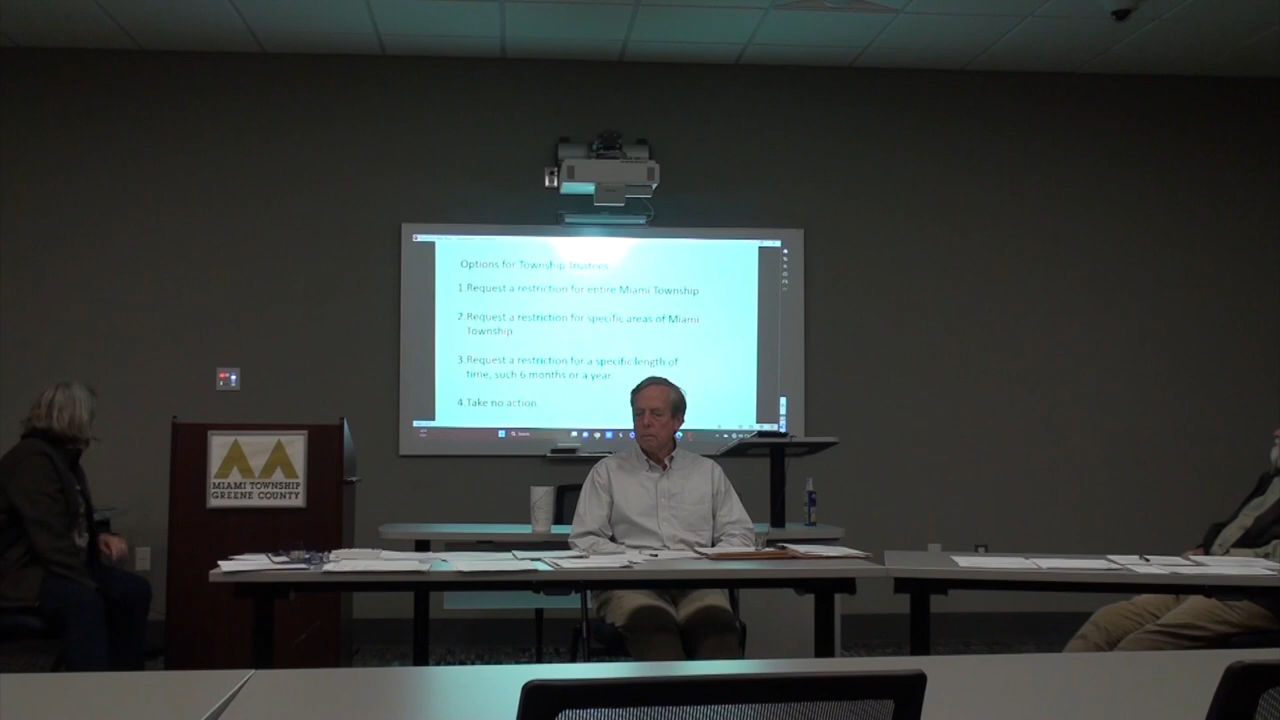 Options for Township Trustees
1.Request a restriction for entire Miami Township
2.Request a restriction for specific areas of Miami
Township
3.Request a restriction for a specific length of
time, such 6 months or a year
4.Take no action
MIAMI TOWNSHIP
GREENE COUNTY